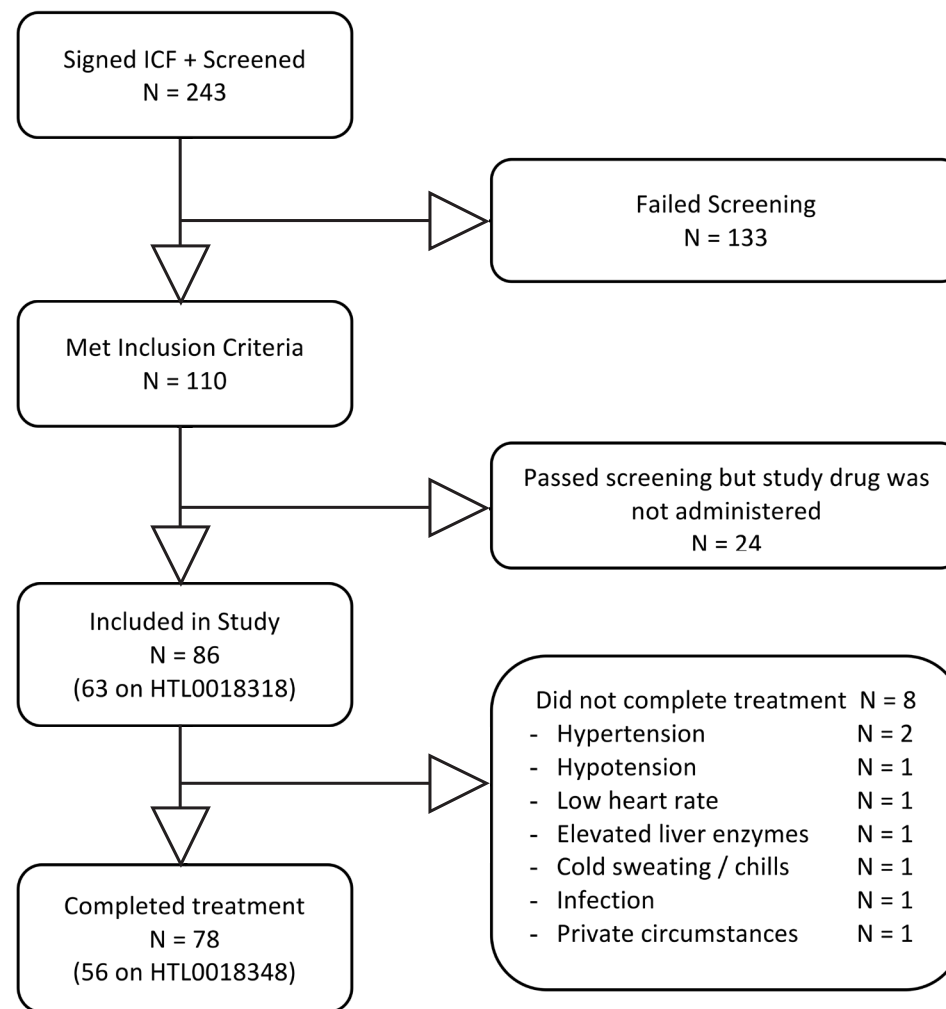 Signed ICF + Screened
N = 243
Failed Screening
N = 133
Met Inclusion Criteria
N = 110
Passed screening but study drug was
not administered
N = 24
Included in Study
N = 86
(63 on HTL0018318)
Did not complete treatment N = 8
- Hypertension N = 2
- Hypotension N = 1
- Low heart rate N = 1
- Elevated liver enzymes N = 1
- Cold sweating / chills N = 1
- Infection N = 1
- Private circumstances N = 1
Completed treatment
N = 78
(56 on HTL0018348)